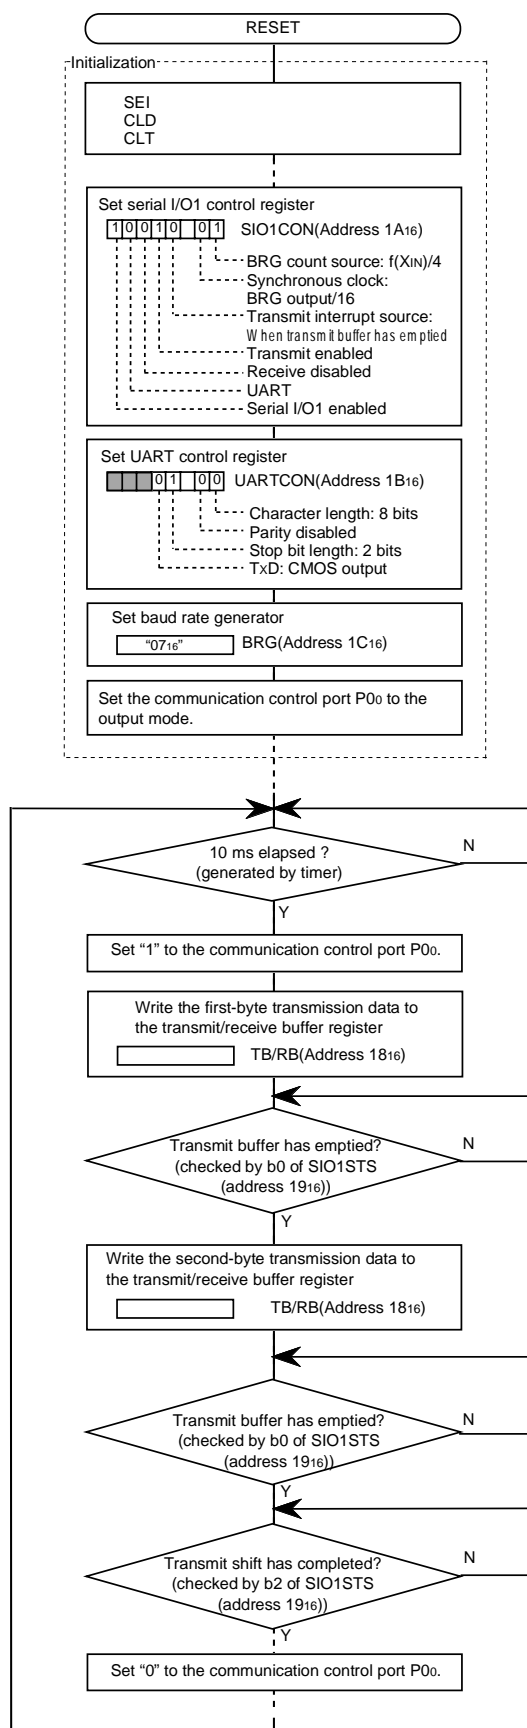 RESET
Initialization
SEI
CLD
CLT
Set serial I/O1 control register
1 0 0 1 0 0 1 SIO1CON(Address 1A16)
BRG count source: f(XIN)/4
Synchronous clock:
BRG output/16
Transmit interrupt source:
When transmit buffer has emptied
Transmit enabled
Receive disabled
UART
Serial I/O1 enabled
Set UART control register
0 1 0 0 UARTCON(Address 1B16)
Character length: 8 bits
Parity disabled
Stop bit length: 2 bits
TxD: CMOS output
Set baud rate generator
“0716” BRG(Address 1C16)
Set the communication control port P00 to the
output mode.
10 ms elapsed ?
(generated by timer)
N
Y
Set “1” to the communication control port P00.
Write the first-byte transmission data to
the transmit/receive buffer register
TB/RB(Address 1816)
Transmit buffer has emptied?
(checked by b0 of SIO1STS
(address 1916))
N
Y
Write the second-byte transmission data to
the transmit/receive buffer register
TB/RB(Address 1816)
Transmit buffer has emptied?
(checked by b0 of SIO1STS
(address 1916))
N
Y
Transmit shift has completed?
(checked by b2 of SIO1STS
(address 1916))
N
Y
Set “0” to the communication control port P00.